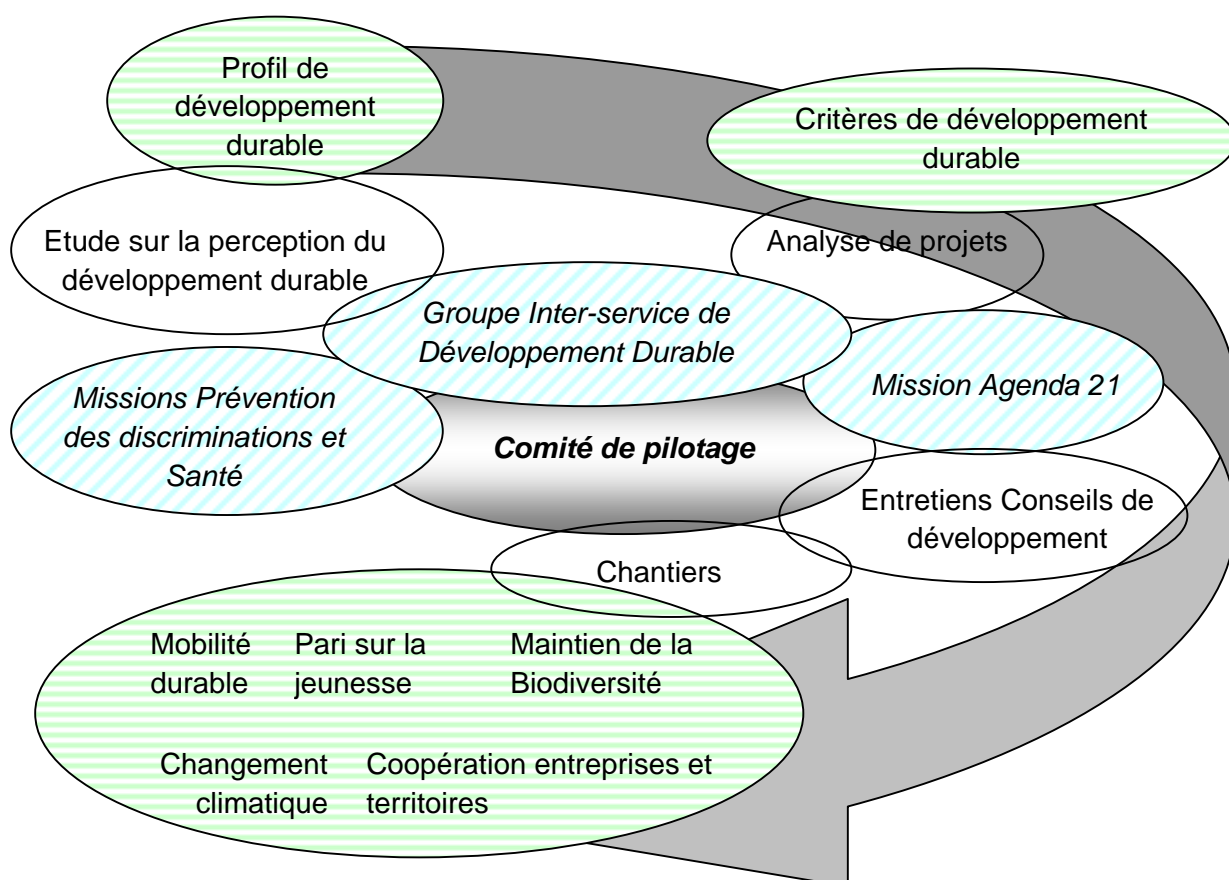 Profil de
développement
durable
Critères de développement
durable
Etude sur la perception du
développement durable
Analyse de projets
Groupe Inter-service de
Développement Durable
Missions Prévention
des discriminations et
Santé
Mission Agenda 21
Comité de pilotage
Entretiens Conseils de
développement
Chantiers
Mobilité
durable
Pari sur la
jeunesse
Maintien de la
Biodiversité
Changement
climatique
Coopération entreprises et
territoires